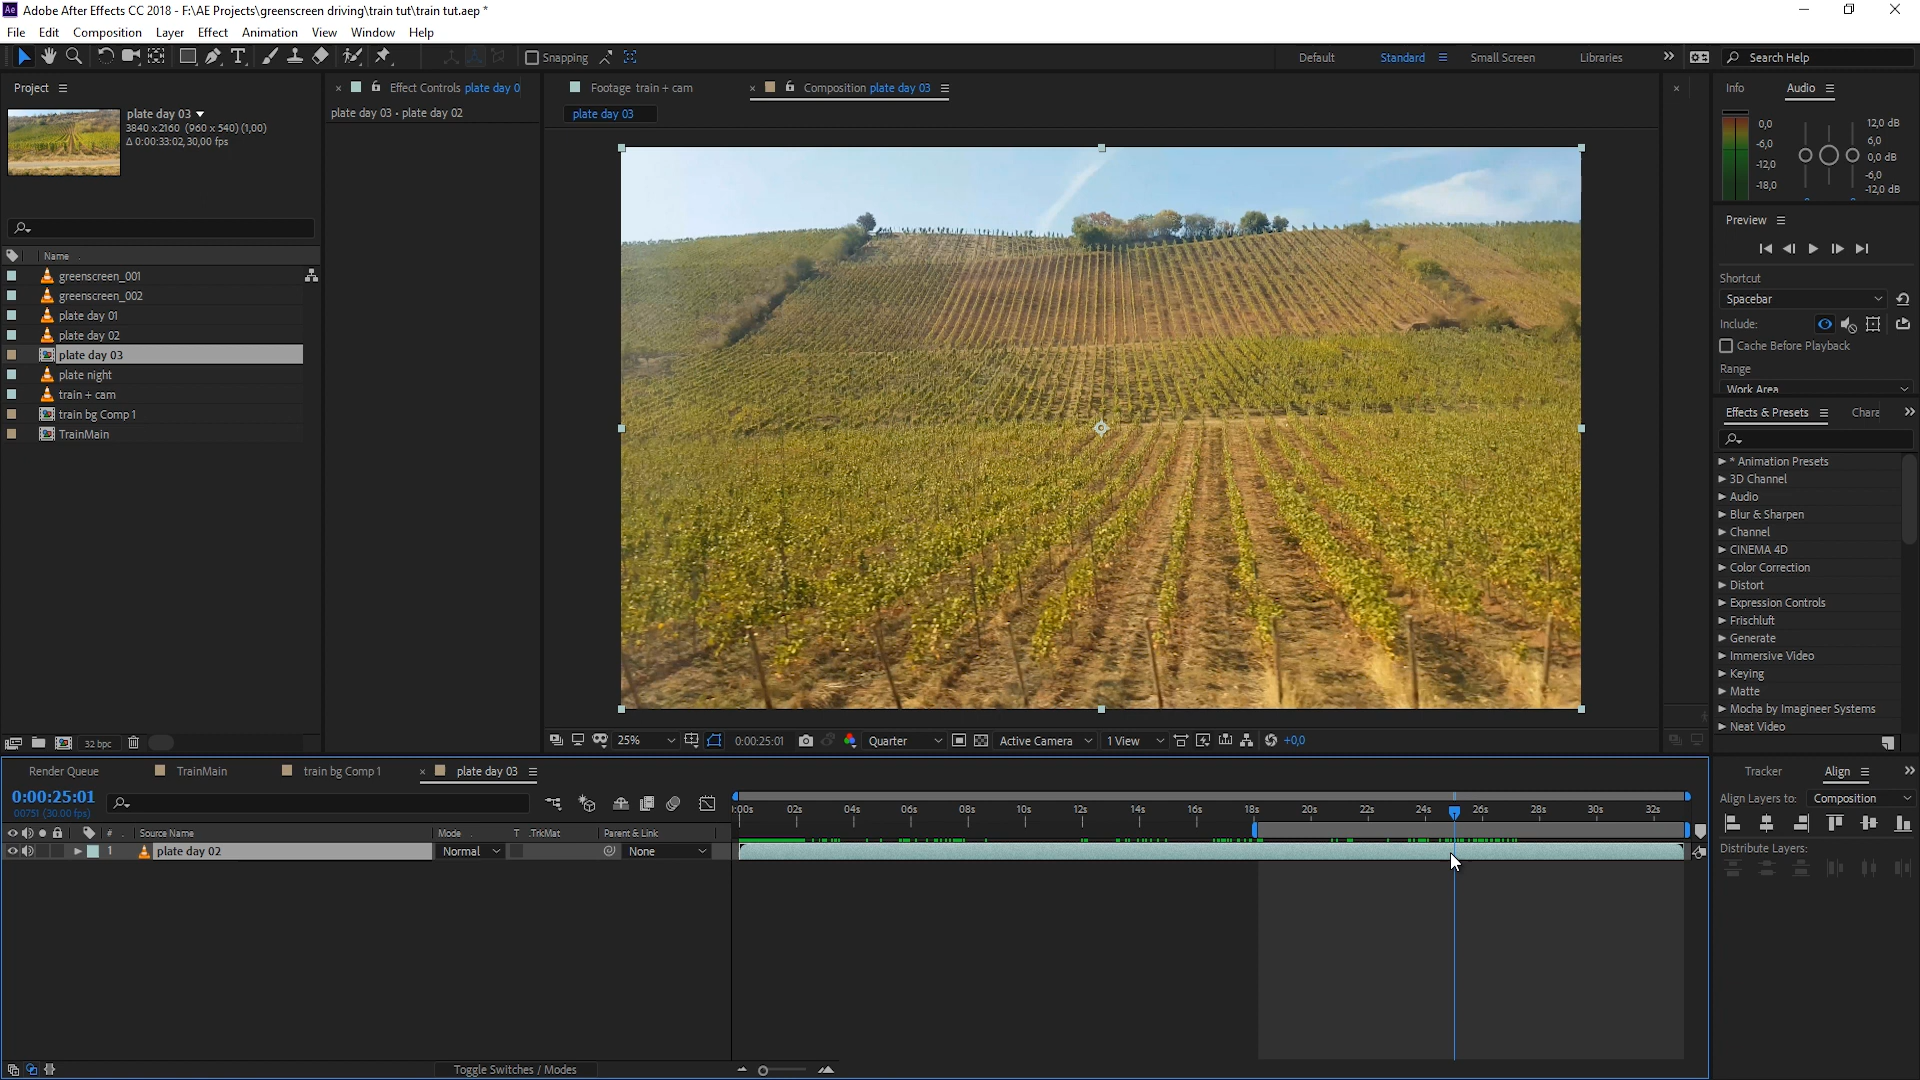 Adobe After Effects CC 2018 - F:\AE Projects\greenscreen driving\train tut\train tut.aep *
File Edit Composition Layer Effect Animation View Window Help
Snapping Default Standard Small Screen Libraries Search Help
Project
plate day 03
3840 x 2160 (960 x 540) (1,00)
Δ 0:00:33:02, 30,00 fps
Name
greenscreen_001
greenscreen_002
plate day 01
plate day 02
plate day 03
plate night
train + cam
train bg Comp 1
TrainMain
32 bpc
Effect Controls plate day 0
plate day 03 • plate day 02
Footage train + cam
Composition plate day 03
plate day 03
25% 0:00:25:01 Quarter Active Camera 1 View +0,0
Info Audio
0,0
-6,0
-12,0
-18,0
12,0 dB
6,0
0,0 dB
-6,0
-12,0 dB
Preview
Shortcut
Spacebar
Include:
Cache Before Playback
Range
Work Area
Effects & Presets Chara
* Animation Presets
3D Channel
Audio
Blur & Sharpen
Channel
CINEMA 4D
Color Correction
Distort
Expression Controls
Frischluft
Generate
Immersive Video
Keying
Matte
Mocha by Imagineer Systems
Neat Video
Render Queue TrainMain train bg Comp 1 plate day 03
0:00:25:01
00751 (30.00 fps)
# Source Name Mode T .TrkMat Parent & Link
1 plate day 02 Normal None
:00s 02s 04s 06s 08s 10s 12s 14s 16s 18s 20s 22s 24s 26s 28s 30s 32s
Toggle Switches / Modes
Tracker Align
Align Layers to: Composition
Distribute Layers: